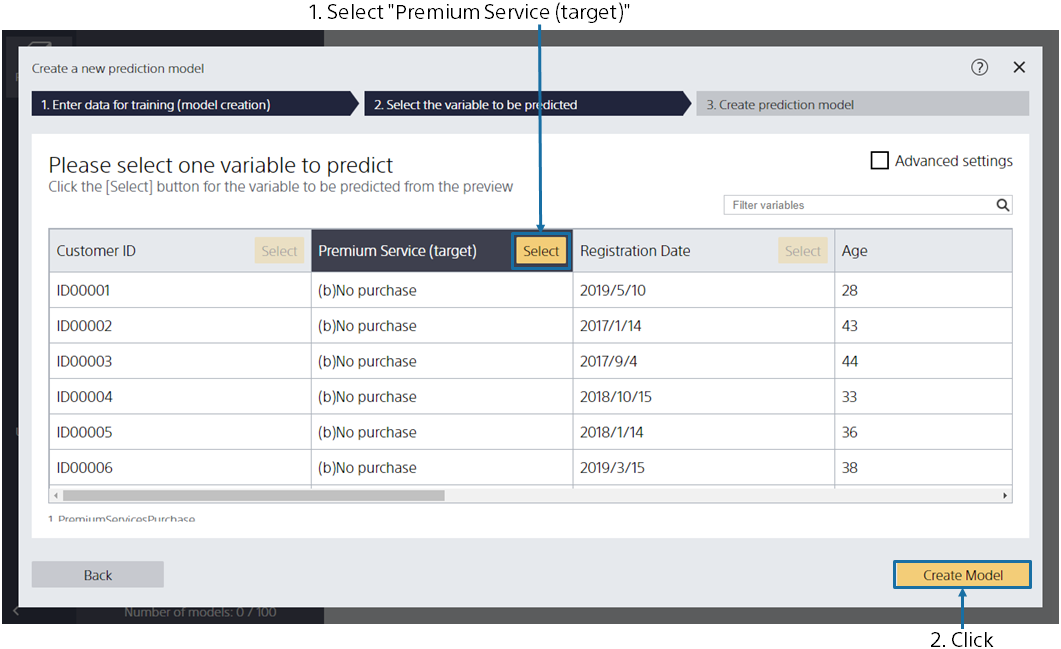 1. Select "Premium Service (target)"
Create a new prediction model
1. Enter data for training (model creation) 2. Select the variable to be predicted 3. Create prediction model
Please select one variable to predict
Advanced settings
Click the [Select] button for the variable to be predicted from the preview
Filter variables
Customer ID Select Premium Service (target) Select Registration Date Select Age
ID00001 (b)No purchase 2019/5/10 28
ID00002 (b)No purchase 2017/1/14 43
ID00003 (b)No purchase 2017/9/4 44
ID00004 (b)No purchase 2018/10/15 33
ID00005 (b)No purchase 2018/1/14 36
ID00006 (b)No purchase 2019/3/15 38
1 PremiumServicesPurchase
Back Create Model
Number of models: 0 / 100
2. Click